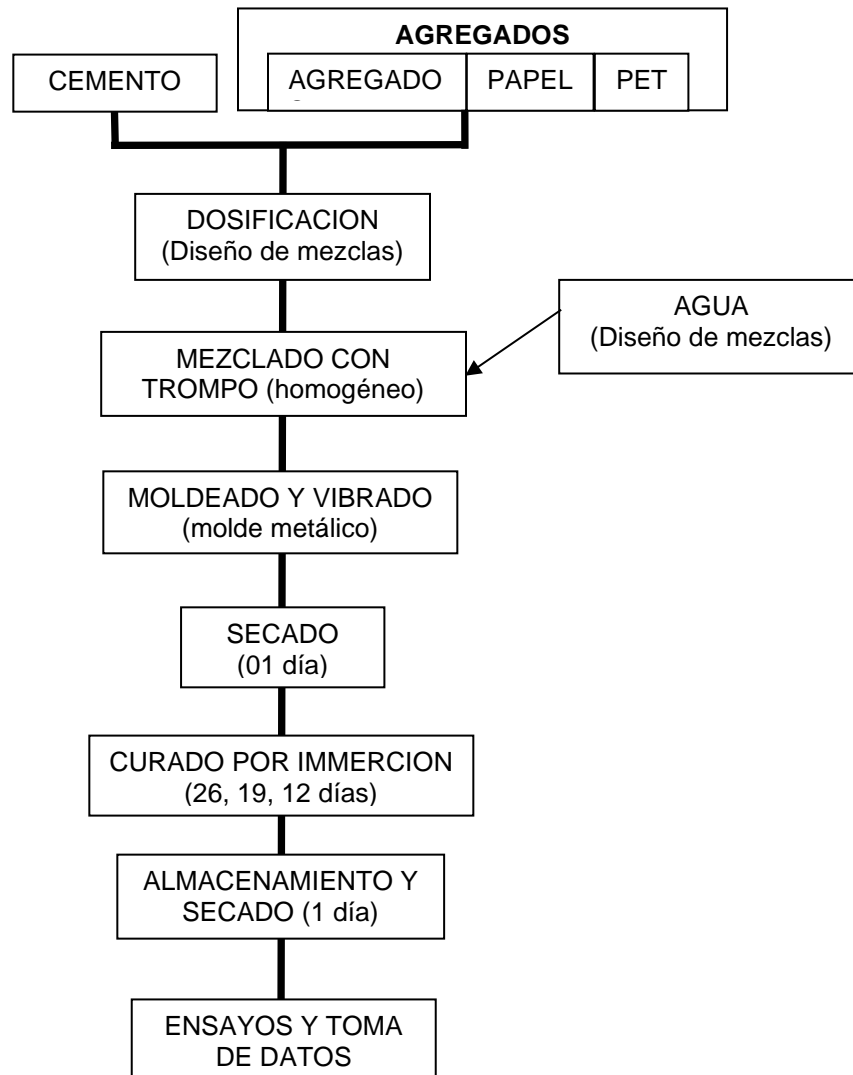 AGREGADOS
CEMENTO
AGREGADO
PAPEL
PET
DOSIFICACION
(Diseño de mezclas)
AGUA
(Diseño de mezclas)
MEZCLADO CON
TROMPO (homogéneo)
MOLDEADO Y VIBRADO
(molde metálico)
SECADO
(01 día)
CURADO POR IMMERCION
(26, 19, 12 días)
ALMACENAMIENTO Y
SECADO (1 día)
ENSAYOS Y TOMA
DE DATOS